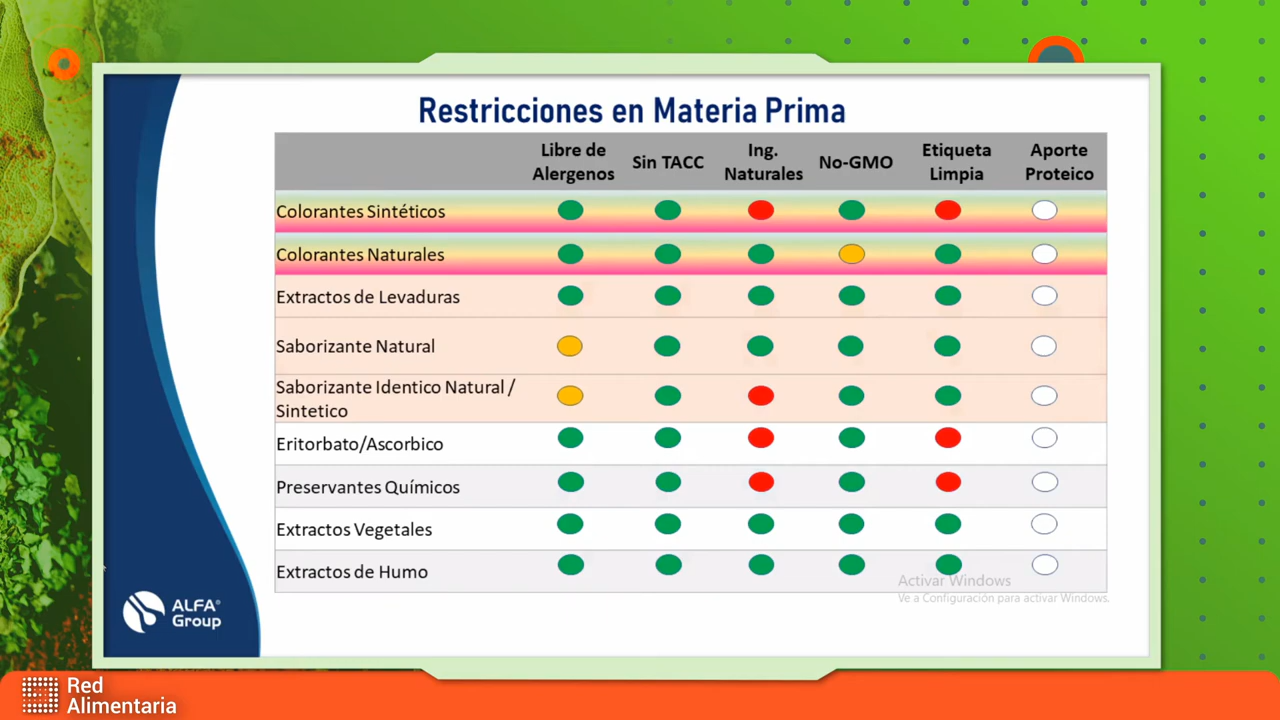 Restricciones en Materia Prima
Libre de Alergenos
Sin TACC
Ing. Naturales
No-GMO
Etiqueta Limpia
Aporte Proteico
Colorantes Sintéticos
Colorantes Naturales
Extractos de Levaduras
Saborizante Natural
Saborizante Identico Natural /
Sintetico
Eritorbato/Ascorbico
Preservantes Químicos
Extractos Vegetales
Extractos de Humo
Activar Windows
Ve a Configuración para activar Windows.
ALFA®
Group
Red
Alimentaria